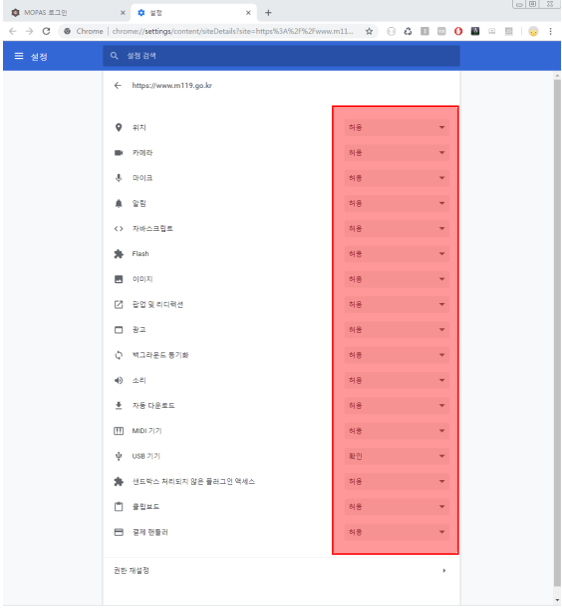 MOPAS 로그인
설정
Chrome | chrome://settings/content/siteDetails?site=https%3A%2F%2Fwww.m11...
설정
설정 검색
https://www.m119.go.kr
위치 허용
카메라 허용
마이크 허용
알림 허용
자바스크립트 허용
Flash 허용
이미지 허용
팝업 및 리디렉션 허용
광고 허용
백그라운드 동기화 허용
소리 허용
자동 다운로드 허용
MIDI 기기 허용
USB 기기 확인
샌드박스 처리되지 않은 플러그인 액세스 허용
클립보드 허용
결제 핸들러 허용
권한 재설정